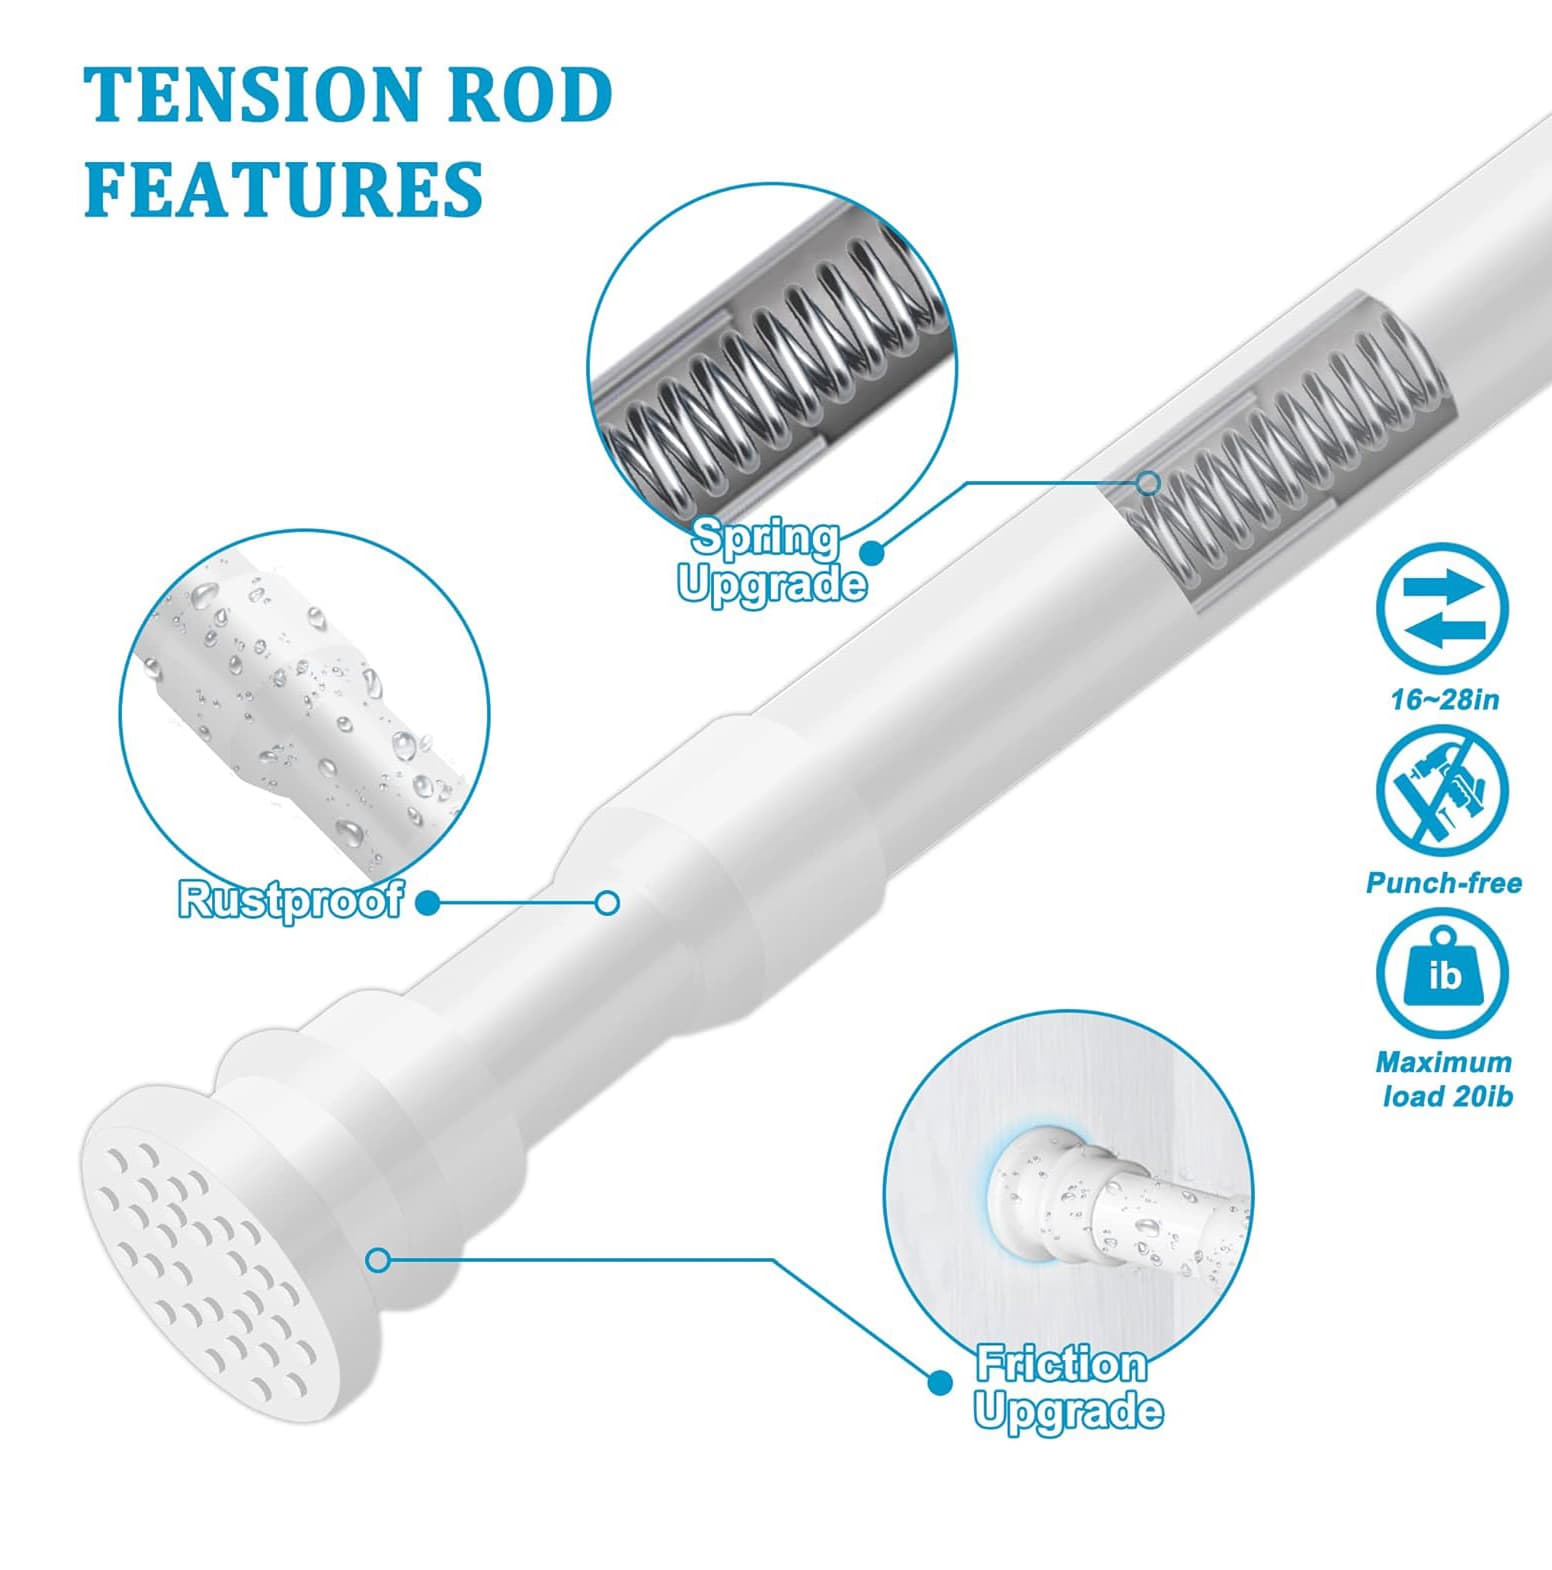 TENSION ROD
FEATURES
Spring
Upgrade
Rustproof
16~28in
Punch-free
ib
Maximum
load 20ib
Friction
Upgrade